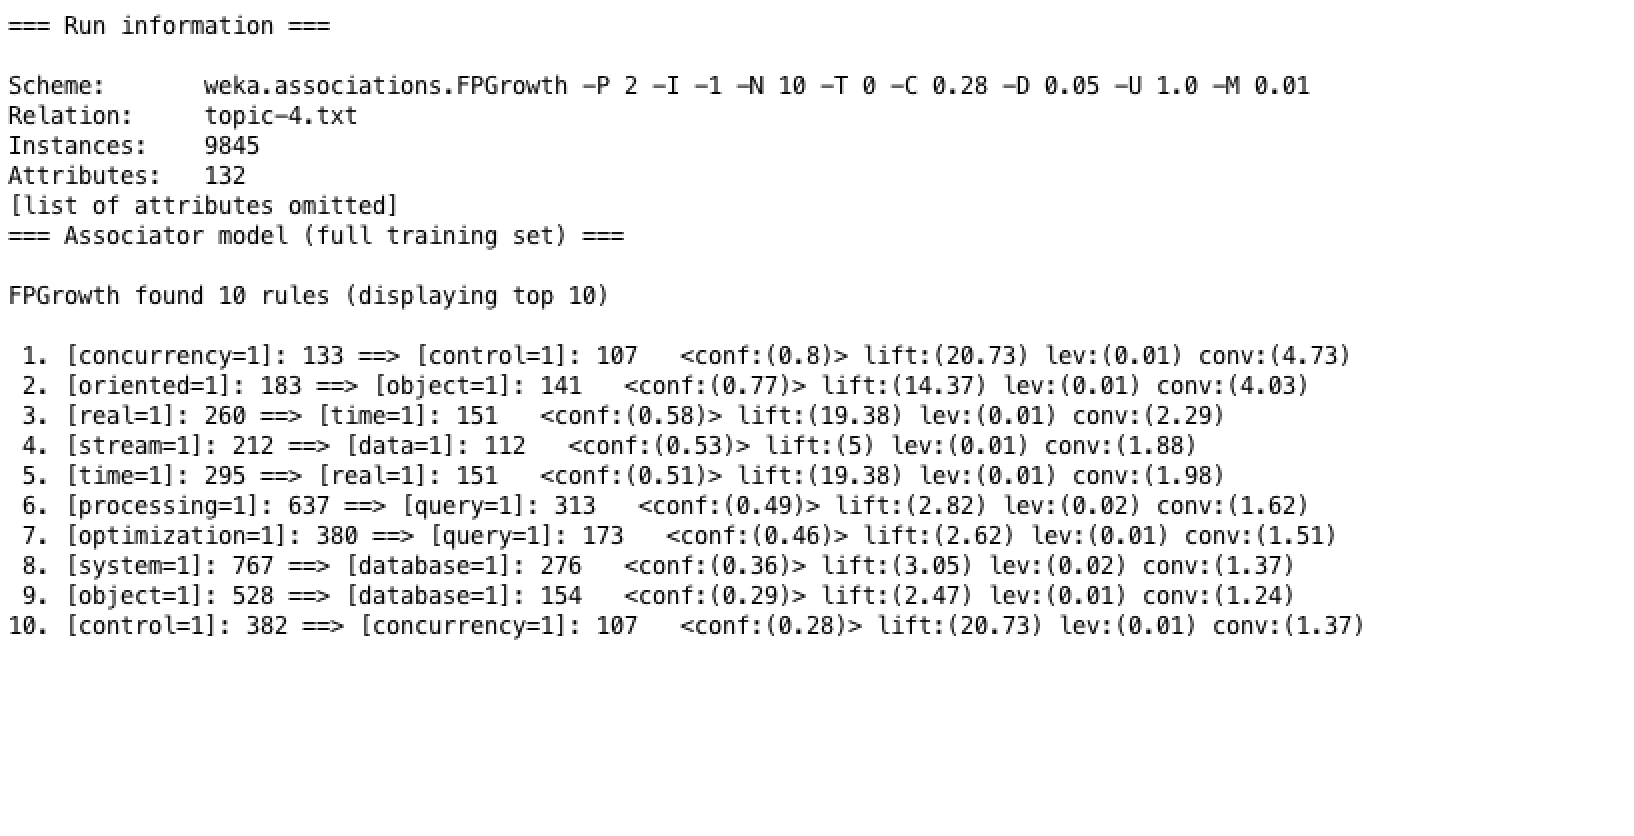 === Run information ===
Scheme:       weka.associations.FPGrowth -P 2 -I -1 -N 10 -T 0 -C 0.28 -D 0.05 -U 1.0 -M 0.01
Relation:     topic-4.txt
Instances:    9845
Attributes:   132
[list of attributes omitted]
=== Associator model (full training set) ===
FPGrowth found 10 rules (displaying top 10)
1. [concurrency=1]: 133 ==> [control=1]: 107   <conf:(0.8)> lift:(20.73) lev:(0.01) conv:(4.73)
2. [oriented=1]: 183 ==> [object=1]: 141   <conf:(0.77)> lift:(14.37) lev:(0.01) conv:(4.03)
3. [real=1]: 260 ==> [time=1]: 151   <conf:(0.58)> lift:(19.38) lev:(0.01) conv:(2.29)
4. [stream=1]: 212 ==> [data=1]: 112   <conf:(0.53)> lift:(5) lev:(0.01) conv:(1.88)
5. [time=1]: 295 ==> [real=1]: 151   <conf:(0.51)> lift:(19.38) lev:(0.01) conv:(1.98)
6. [processing=1]: 637 ==> [query=1]: 313   <conf:(0.49)> lift:(2.82) lev:(0.02) conv:(1.62)
7. [optimization=1]: 380 ==> [query=1]: 173   <conf:(0.46)> lift:(2.62) lev:(0.01) conv:(1.51)
8. [system=1]: 767 ==> [database=1]: 276   <conf:(0.36)> lift:(3.05) lev:(0.02) conv:(1.37)
9. [object=1]: 528 ==> [database=1]: 154   <conf:(0.29)> lift:(2.47) lev:(0.01) conv:(1.24)
10. [control=1]: 382 ==> [concurrency=1]: 107   <conf:(0.28)> lift:(20.73) lev:(0.01) conv:(1.37)